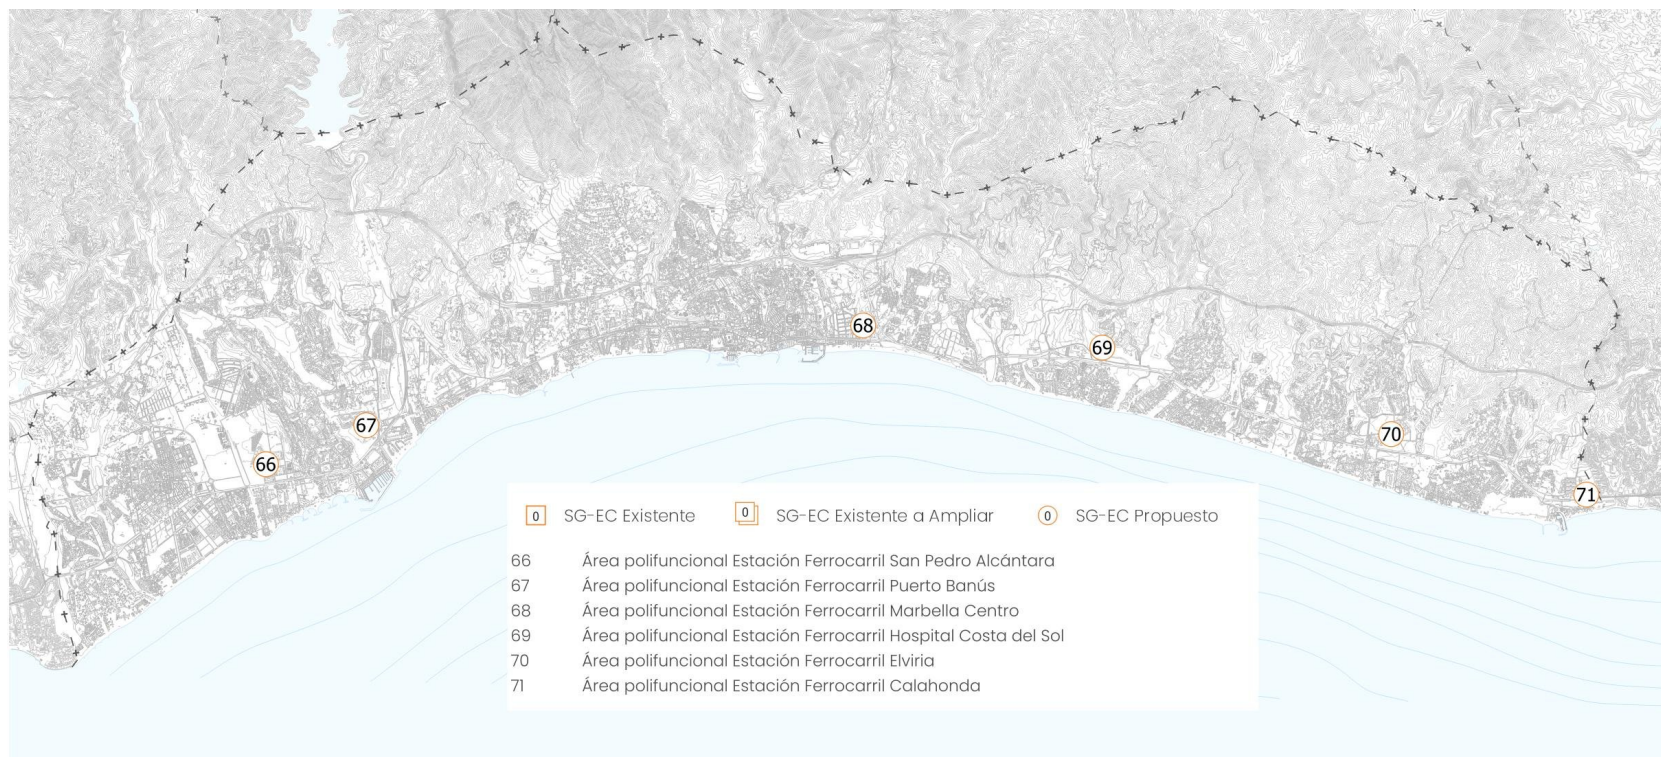 68
69
67
70
66
71
0 SG-EC Existente 0 SG-EC Existente a Ampliar 0 SG-EC Propuesto
66 Área polifuncional Estación Ferrocarril San Pedro Alcántara
67 Área polifuncional Estación Ferrocarril Puerto Banús
68 Área polifuncional Estación Ferrocarril Marbella Centro
69 Área polifuncional Estación Ferrocarril Hospital Costa del Sol
70 Área polifuncional Estación Ferrocarril Elviria
71 Área polifuncional Estación Ferrocarril Calahonda